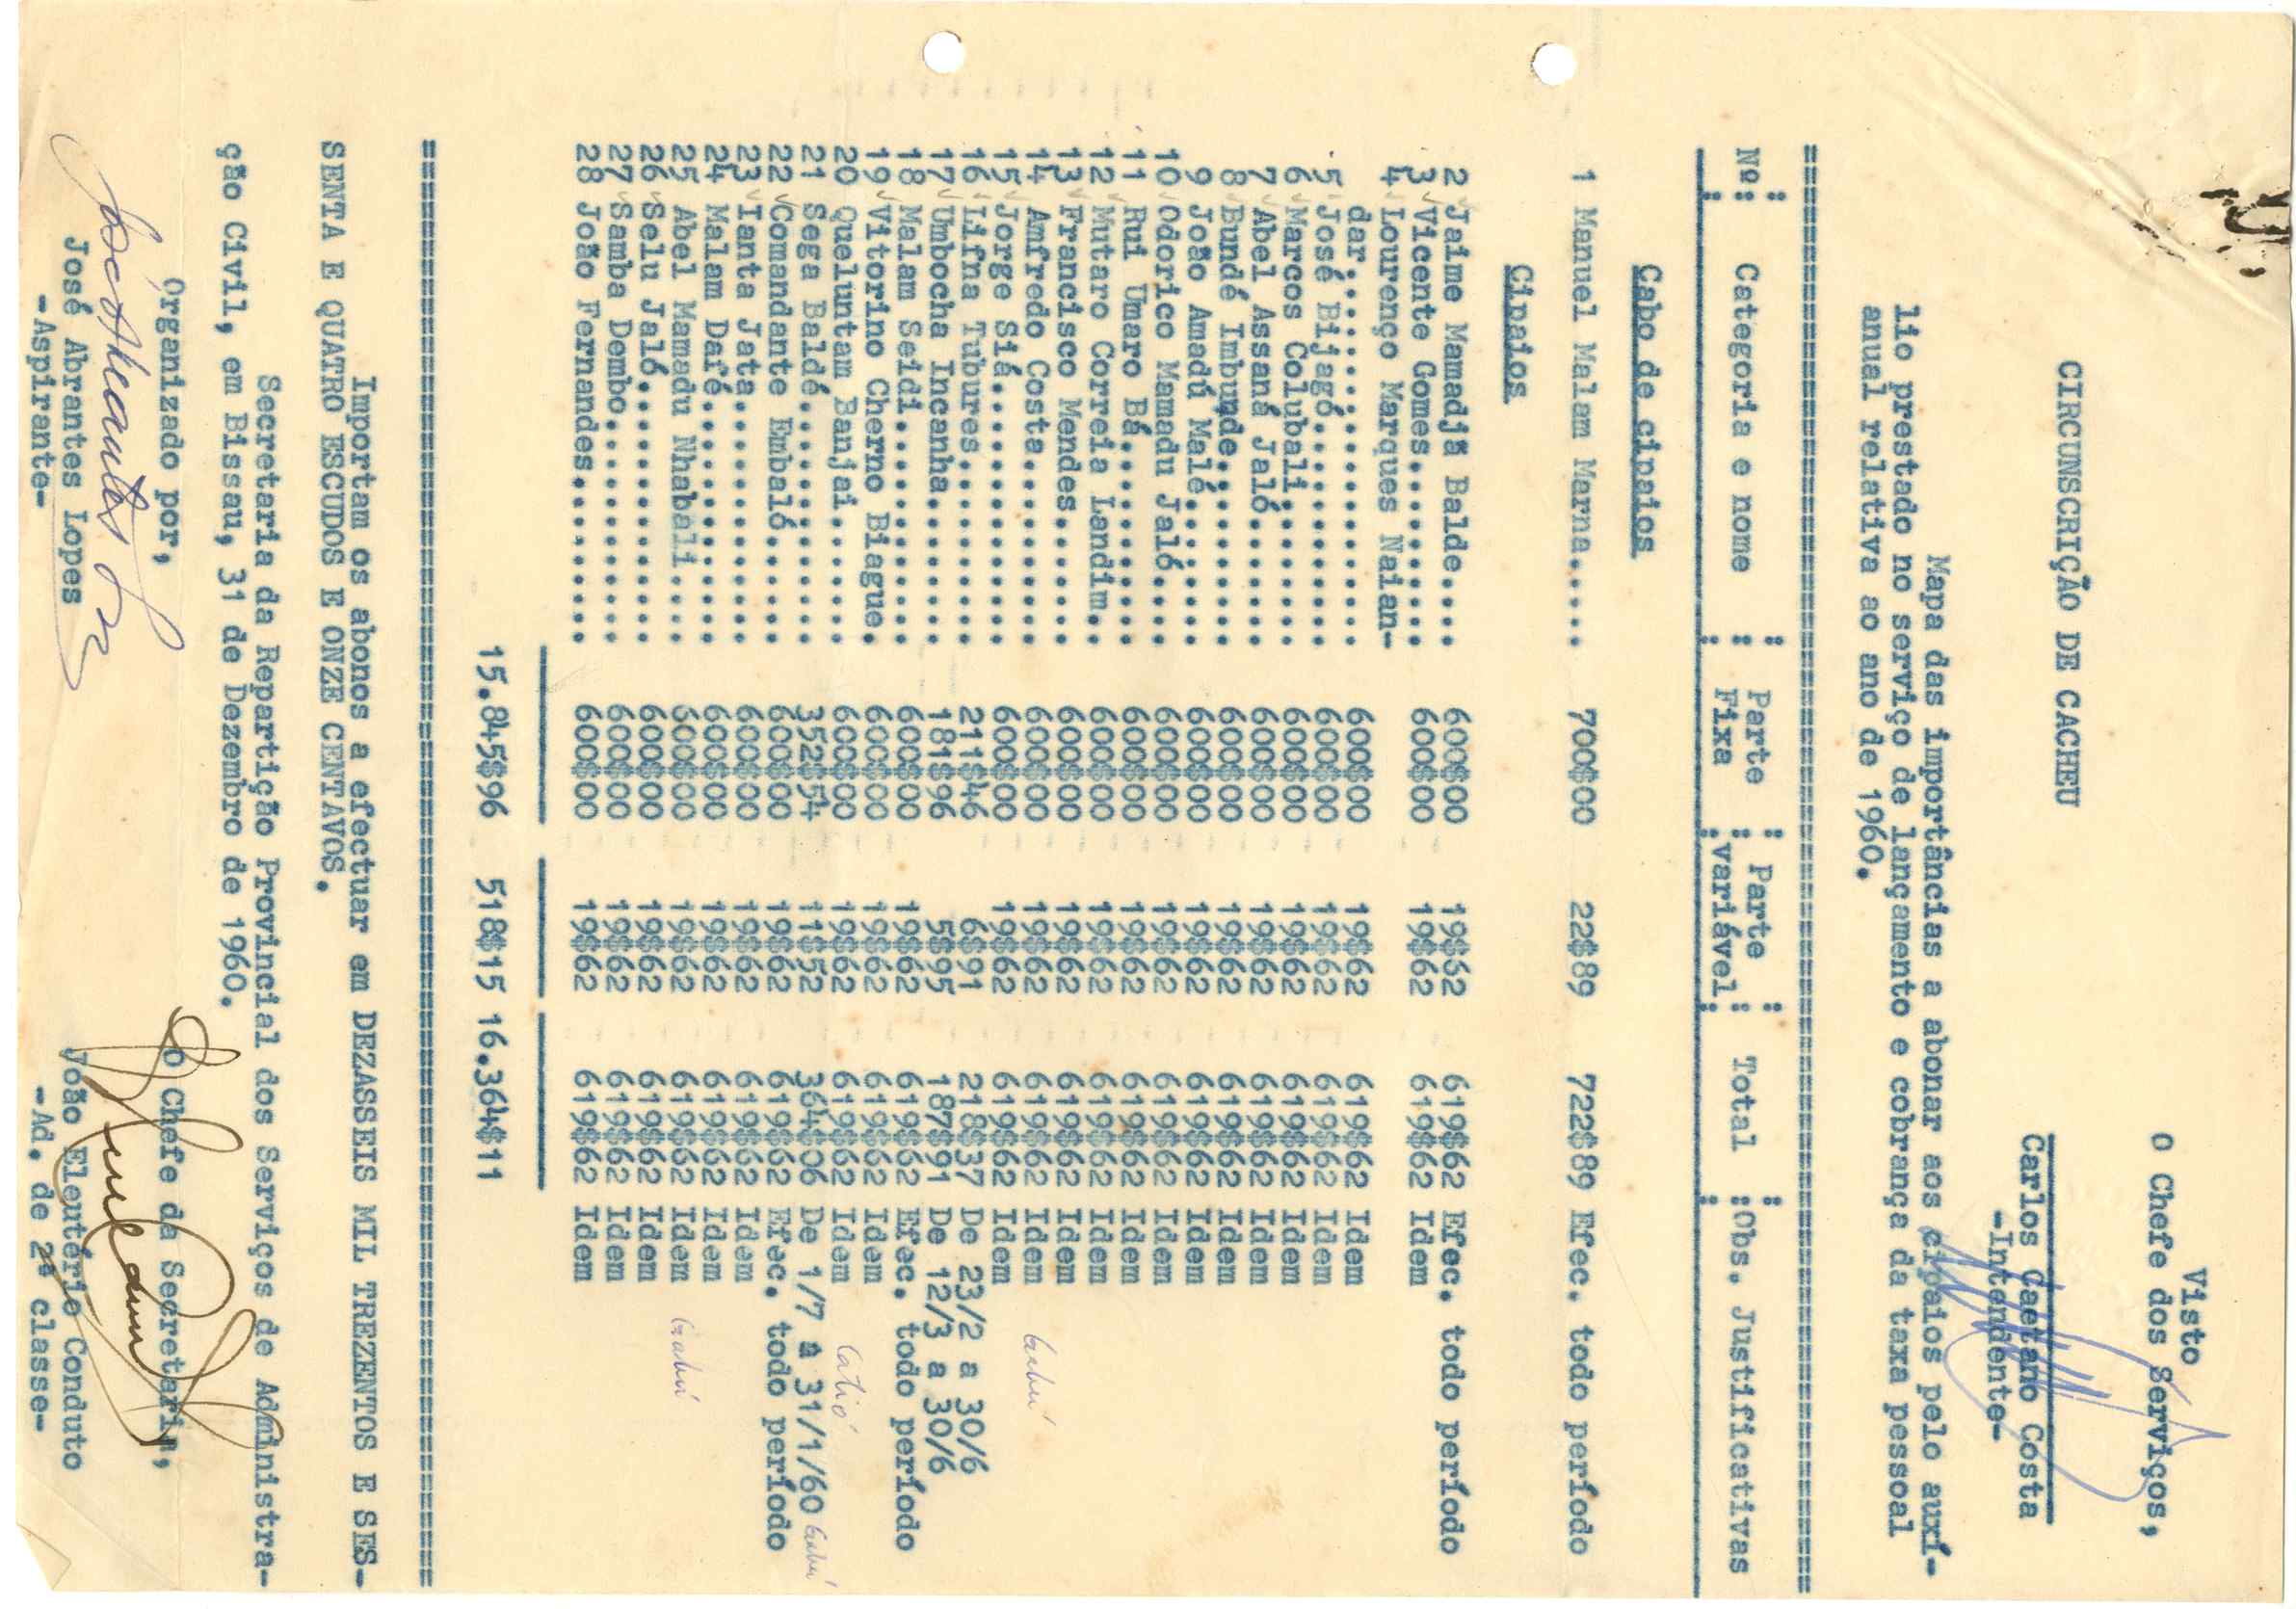 Visto
O Chefe dos Serviços,
Carlos Caetano Costa
-Intendente-
CIRCUNSCRIÇÃO DE CACHEU
Mapa das importâncias a abonar aos cipaios pelo auxí-
lio prestado no serviço de lançamento e cobrança da taxa pessoal
anual relativa ao ano de 1960.
================================================
Nº: Categoria e nome : Parte Fixa : Parte variável : Total : Obs. Justificativas
Cabo de cipaios
1 Manuel Malam Marna..... 700$00 22$89 722$89 Efec. todo período
Cipaios
2 Jaime Mamadjá Balde.... 600$00 19$62 619$62 Efec. todo período
3 Vicente Gomes.......... 600$00 19$62 619$62 Idem
4 Lourenço Marques Naian-
dar.................... 600$00 19$62 619$62 Idem
5 José Bijagó............ 600$00 19$62 619$62 Idem
6 Marcos Colubali........ 600$00 19$62 619$62 Idem
7 Abel Assaná Jaló....... 600$00 19$62 619$62 Idem
8 Bundé Imbunde.......... 600$00 19$62 619$62 Idem
9 João Amadú Malé........ 600$00 19$62 619$62 Idem
10 Odorico Mamadu Jaló.... 600$00 19$62 619$62 Idem
11 Rui Umaro Bá........... 600$00 19$62 619$62 Idem
12 Mutaro Correia Landim.. 600$00 19$62 619$62 Idem
13 Francisco Mendes....... 600$00 19$62 619$62 Idem
14 Anfredo Costa.......... 600$00 19$62 619$62 Idem Gabú
15 Jorge Siá.............. 600$00 19$62 619$62 Idem
16 Lifna Tubures.......... 211$46 6$91 218$37 De 23/2 a 30/6
17 Umbocha Incanha........ 181$96 5$95 187$91 De 12/3 a 30/6
18 Malam Seidi............ 600$00 19$62 619$62 Efec. todo período
19 Vitorino Cherno Biague. 600$00 19$62 619$62 Idem
20 Queluntam Banjai....... 600$00 19$62 619$62 Idem Catió
21 Sega Baldé............. 352$54 11$52 364$06 De 1/7 a 31/1/60 Gabú
22 Comandante Embaló...... 600$00 19$62 619$62 Efec. todo período
23 Ianta Jata............. 600$00 19$62 619$62 Idem
24 Malam Dafé............. 600$00 19$62 619$62 Idem
25 Abel Mamadu Nhabali.... 600$00 19$62 619$62 Idem Gabú
26 Selu Jaló.............. 600$00 19$62 619$62 Idem
27 Samba Dembo............ 600$00 19$62 619$62 Idem
28 João Fernandes......... 600$00 19$62 619$62 Idem
15.845$96 518$15 16.364$11
================================================
Importam os abonos a efectuar em DEZASSEIS MIL TREZENTOS E SES-
SENTA E QUATRO ESCUDOS E ONZE CENTAVOS.
Secretaria da Repartição Provincial dos Serviços de Administra-
ção Civil, em Bissau, 31 de Dezembro de 1960.
Organizado por,
José Abrantes Lopes
-Aspirante-
O Chefe da Secretaria,
João Eleutério Conduto
-Ad. de 2ª classe-